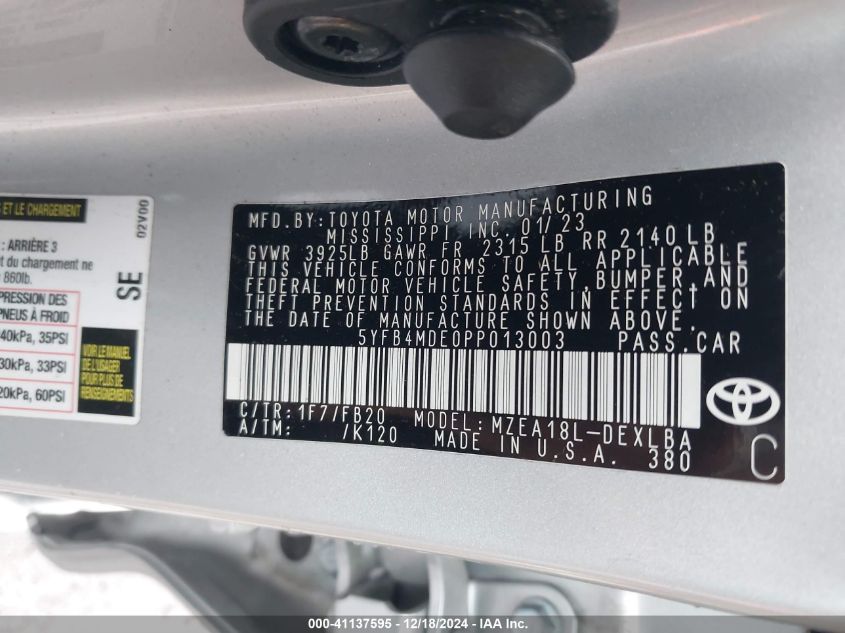 S ET LE CHARGEMENT
: ARRIÈRE 3
t du chargement ne
860lb.
PRESSION DES
PNEUS À FROID
40kPa, 35PSI
30kPa, 33PSI
20kPa, 60PSI
VOIR LE MANUEL
DE L'USAGER
POUR PLUS DE
RENSEIGNEMENTS
02V00
SE
MFD.BY:TOYOTA MOTOR MANUFACTURING
MISSISSIPPI INC. 01/23
GVWR 3925LB GAWR FR 2315LB RR 2140LB
THIS VEHICLE CONFORMS TO ALL APPLICABLE
FEDERAL MOTOR VEHICLE SAFETY,BUMPER,AND
THEFT PREVENTION STANDARDS IN EFFECT ON
THE DATE OF MANUFACTURE SHOWN ABOVE.
5YFB4MDE0PP013003 PASS.CAR
C/TR:1F7/FB20 MODEL:MZEA18L-DEXLBA
A/TM: /K120 MADE IN U.S.A. 380
C
000-41137595 - 12/18/2024 - IAA Inc.